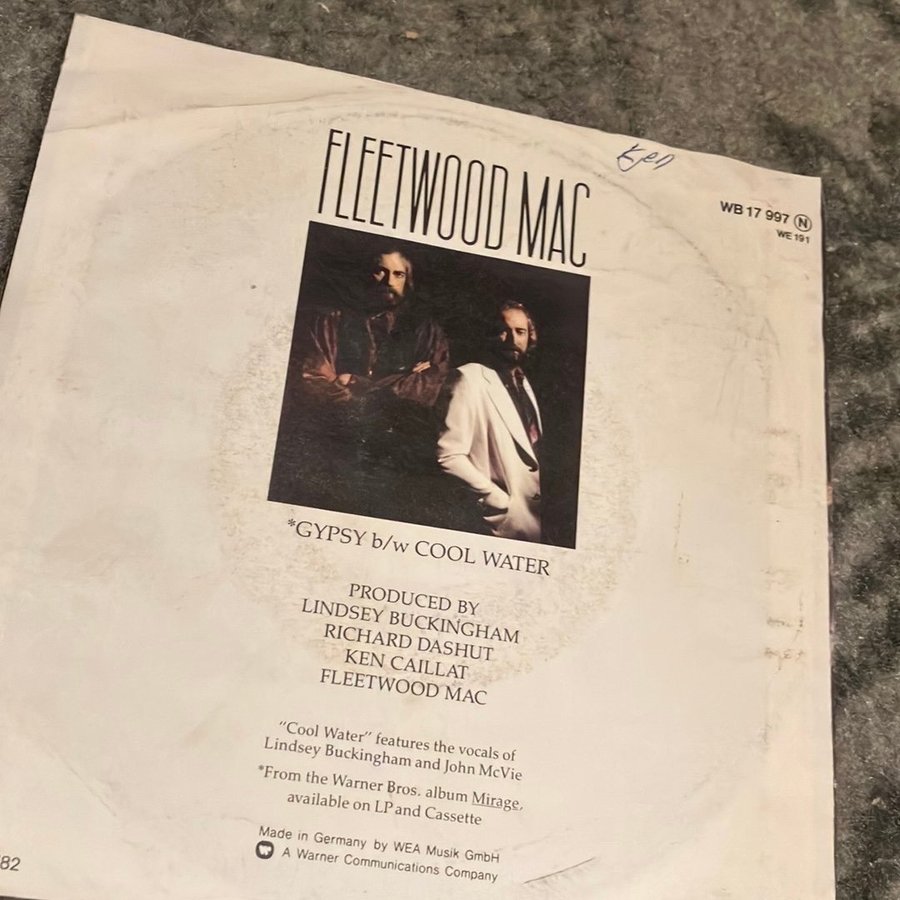 FLEETWOOD MAC
Kjen
WB 17 997 N
WE 191
*GYPSY b/w COOL WATER
PRODUCED BY
LINDSEY BUCKINGHAM
RICHARD DASHUT
KEN CAILLAT
FLEETWOOD MAC
"Cool Water" features the vocals of
Lindsey Buckingham and John McVie
*From the Warner Bros. album Mirage,
available on LP and Cassette
Made in Germany by WEA Musik GmbH
A Warner Communications Company
82